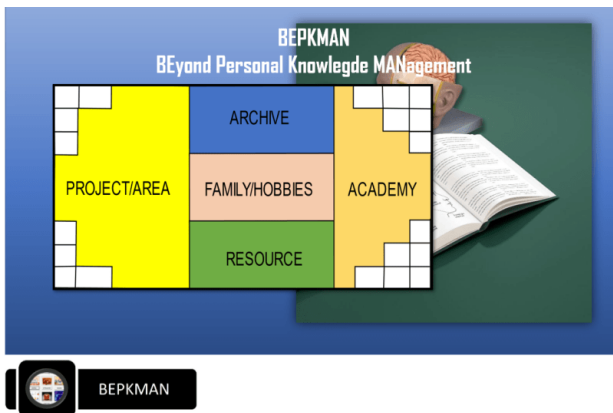 BEPKMAN
BEyond Personal Knowlegde MANagement
ARCHIVE
PROJECT/AREA
FAMILY/HOBBIES
ACADEMY
RESOURCE
BEPKMAN